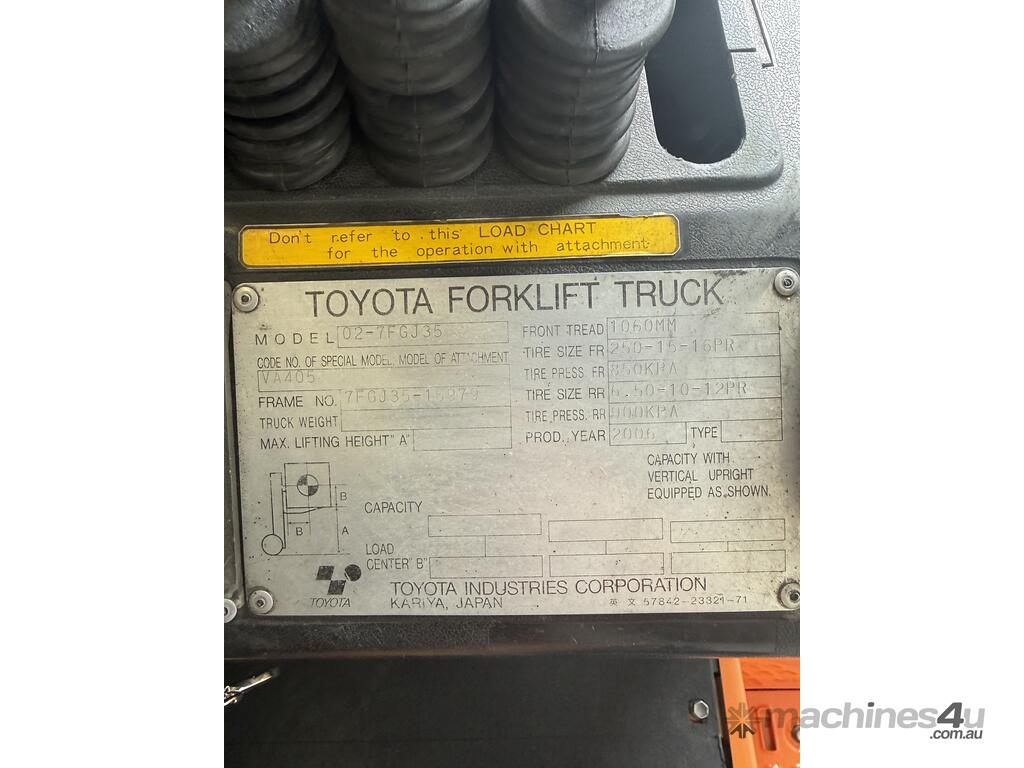 Don't refer to this LOAD CHART
for the operation with attachment
TOYOTA FORKLIFT TRUCK
MODEL 02-7FGJ35
CODE NO. OF SPECIAL MODEL, MODEL OF ATTACHMENT
VA405
FRAME NO. 7FGJ35-15979
TRUCK WEIGHT
MAX. LIFTING HEIGHT "A"
FRONT TREAD 1060MM
TIRE SIZE FR 250-15-16PR
TIRE PRESS FR 850KPA
TIRE SIZE RR 6.50-10-12PR
TIRE PRESS. RR 900KPA
PROD. YEAR 2006 TYPE
CAPACITY WITH
VERTICAL UPRIGHT
EQUIPPED AS SHOWN.
B
B A
CAPACITY
LOAD
CENTER "B"
TOYOTA
TOYOTA INDUSTRIES CORPORATION
KARIYA, JAPAN
英 文 57842-23321-71
machines4u
.com.au